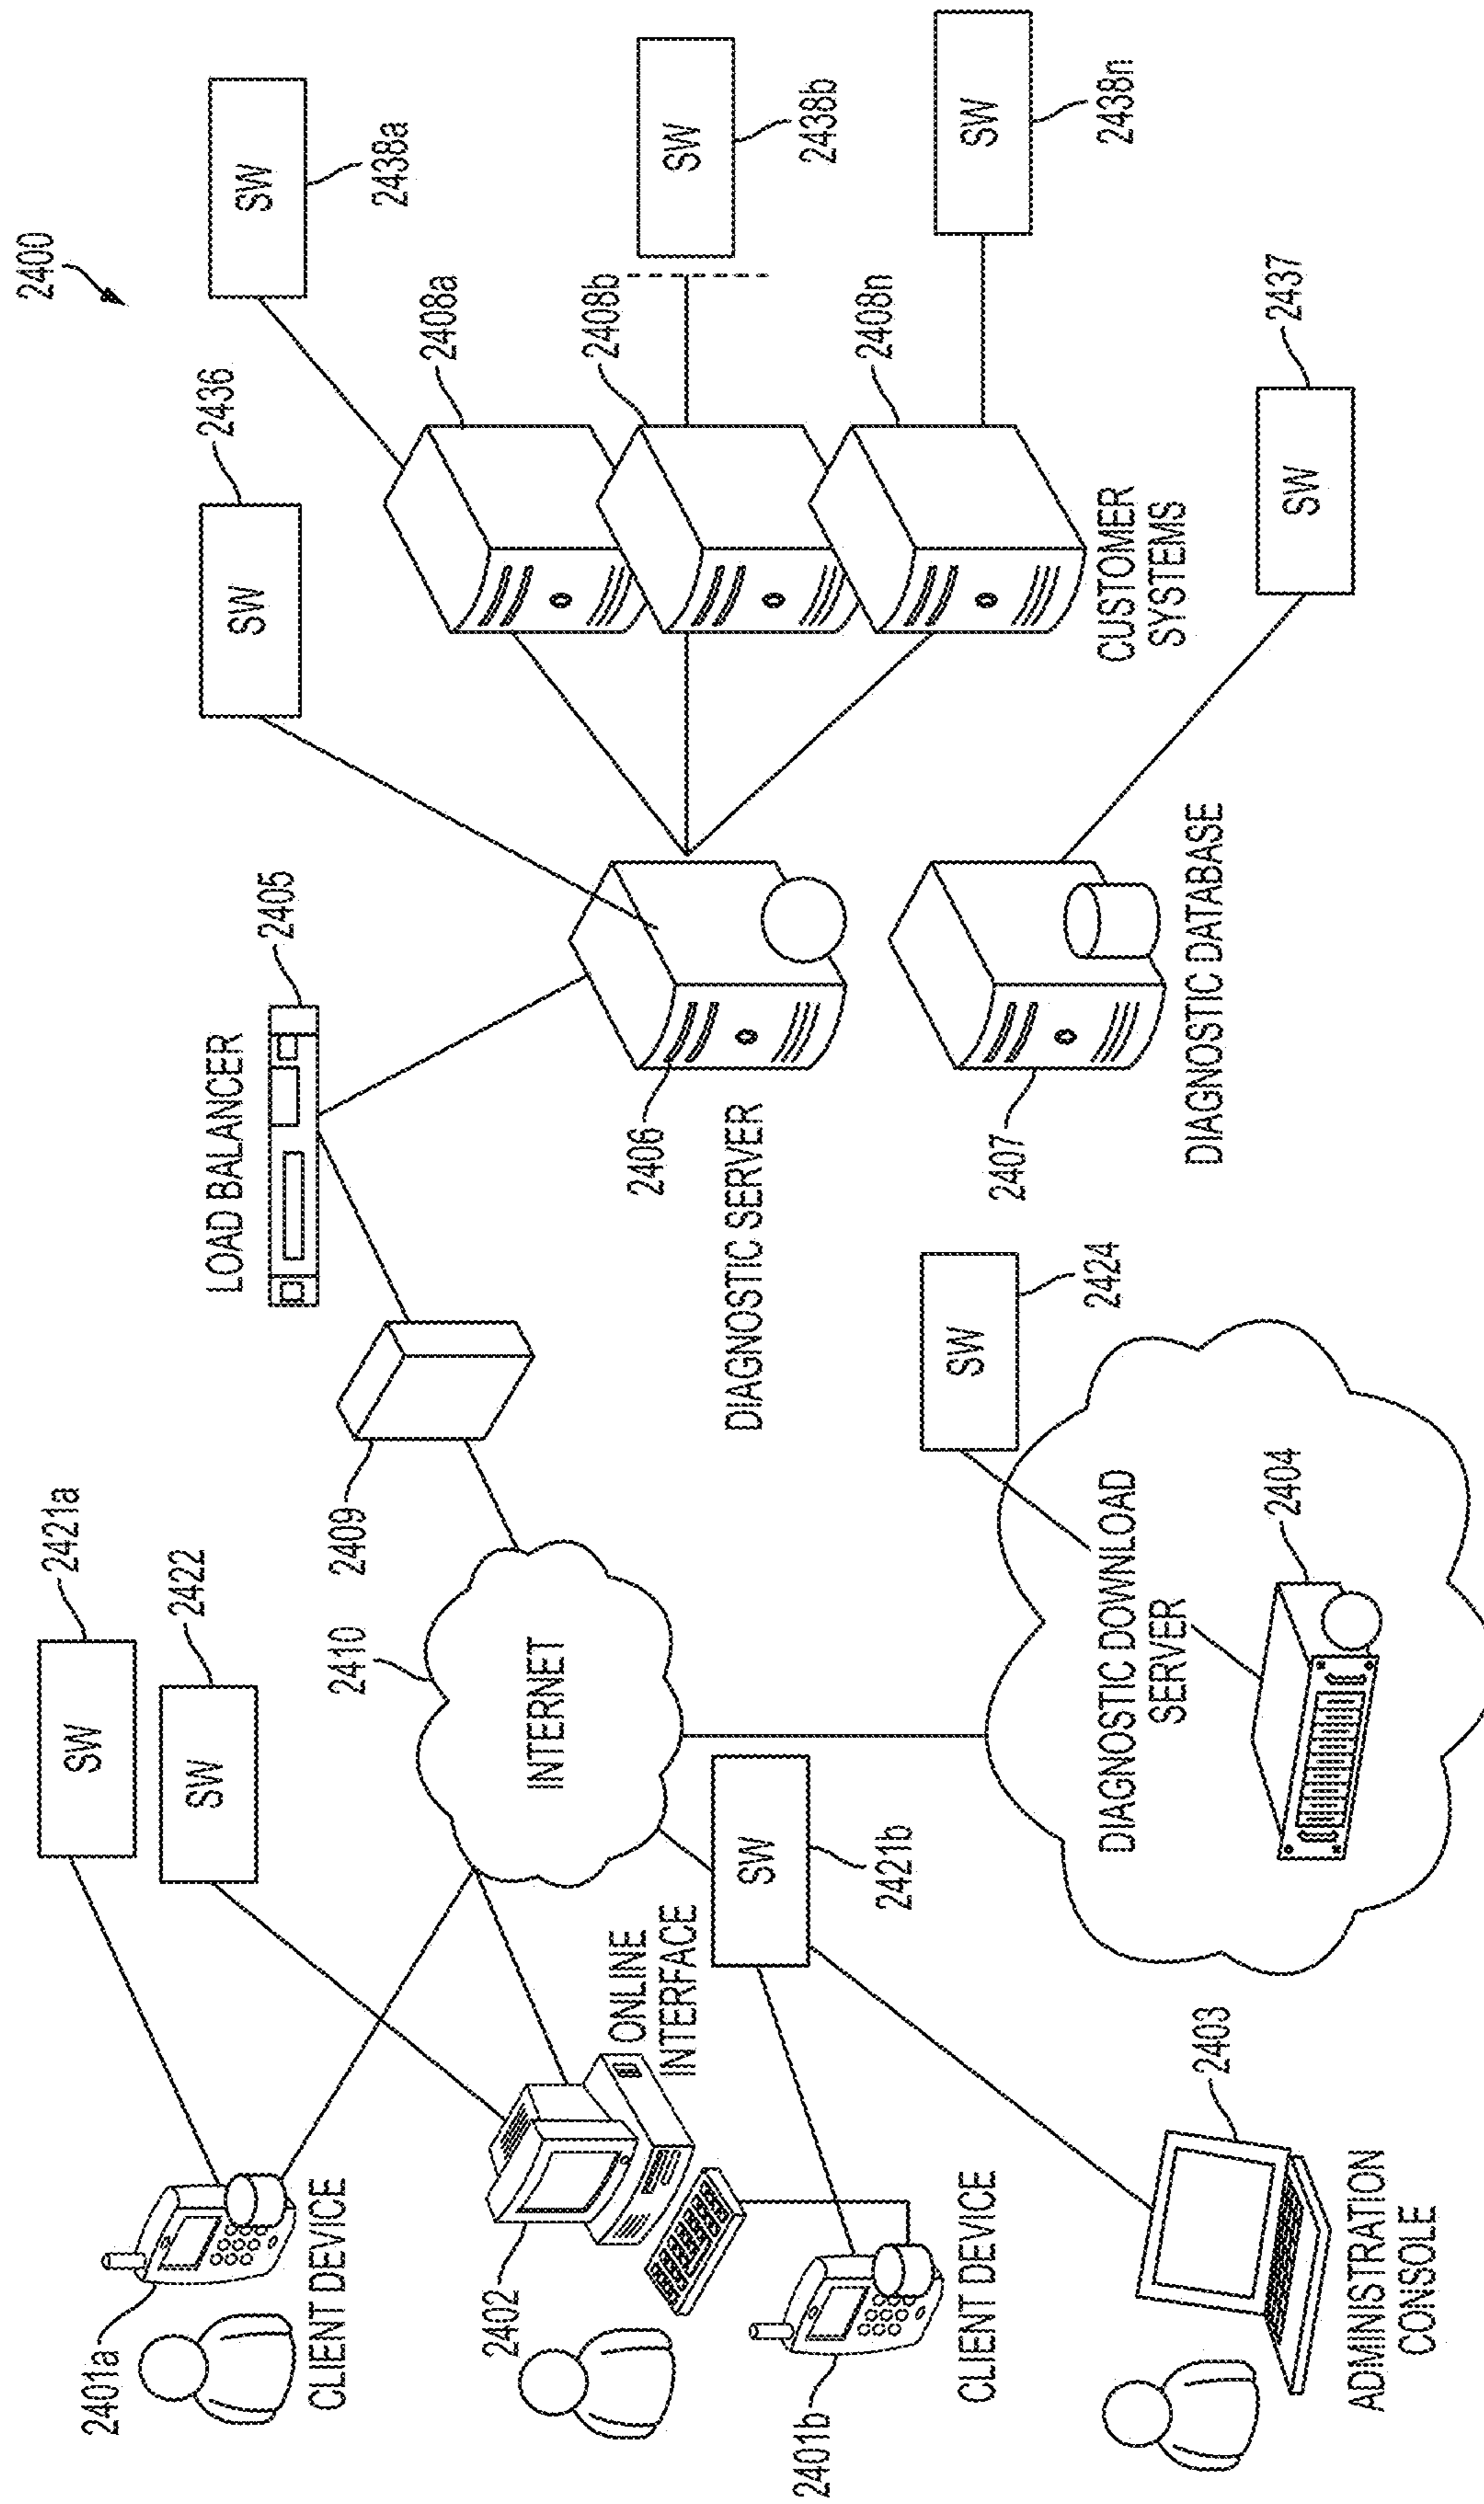 2400
2401a
CLIENT DEVICE
SW
2421a
SW
2422
2402
ONLINE
INTERFACE
2410
INTERNET
2409
LOAD BALANCER
2405
SW
2436
SW
2438a
2408a
2408b
SW
2438b
2408n
SW
2438n
CUSTOMER
SYSTEMS
2406
DIAGNOSTIC SERVER
2401b
CLIENT DEVICE
SW
2421b
SW
2424
2407
DIAGNOSTIC DATABASE
SW
2437
2403
ADMINISTRATION
CONSOLE
DIAGNOSTIC DOWNLOAD
SERVER
2404